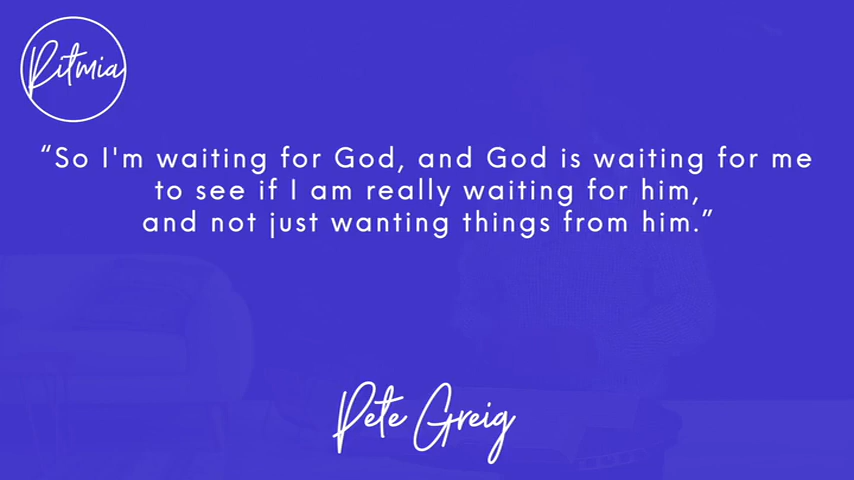 Ritmia
“So I'm waiting for God, and God is waiting for me
to see if I am really waiting for him,
and not just wanting things from him.”
Pete Greig